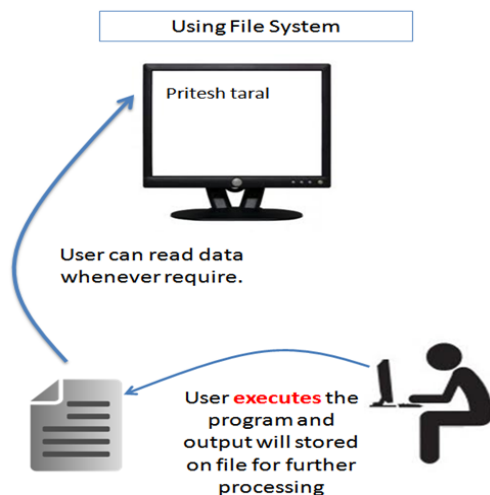 Using File System
Pritesh taral
User can read data
whenever require.
User executes the
program and
output will stored
on file for further
processing